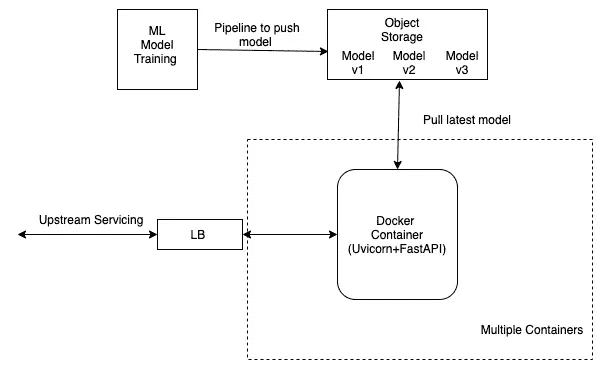 ML
Model
Training
Pipeline to push
model
Object
Storage
Model
v1
Model
v2
Model
v3
Pull latest model
Upstream Servicing
LB
Docker
Container
(Uvicorn+FastAPI)
Multiple Containers